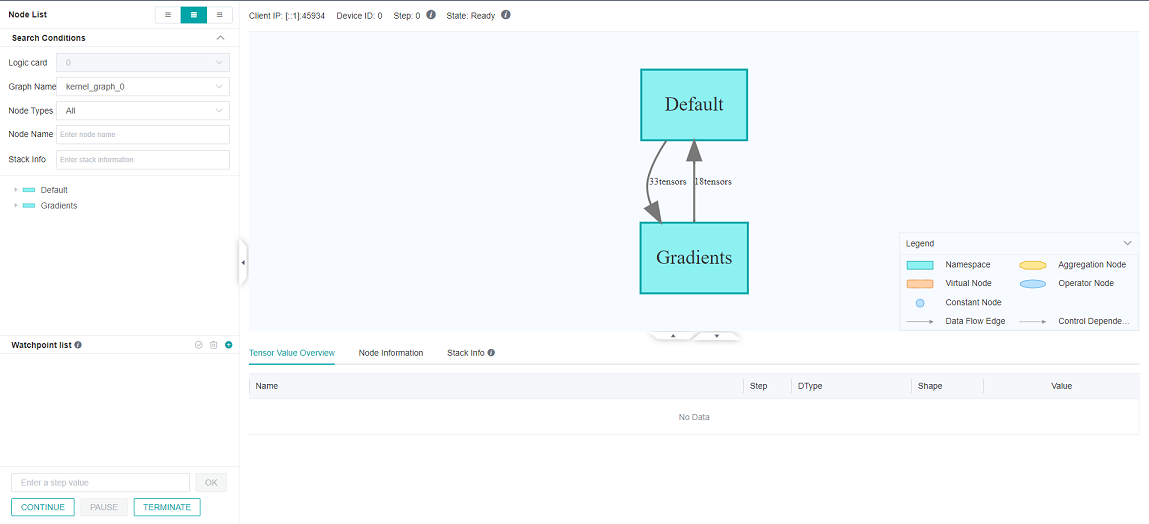 Node List
Search Conditions
Logic card
0
Graph Name
kernel_graph_0
Node Types
All
Node Name
Enter node name
Stack Info
Enter stack information
Default
Gradients
Watchpoint list
Enter a step value
OK
CONTINUE
PAUSE
TERMINATE
Client IP: [::1]:45934 Device ID: 0 Step: 0 State: Ready
Default
33tensors
18tensors
Gradients
Legend
Namespace
Aggregation Node
Virtual Node
Operator Node
Constant Node
Data Flow Edge
Control Depende...
Tensor Value Overview
Node Information
Stack Info
Name
Step
DType
Shape
Value
No Data